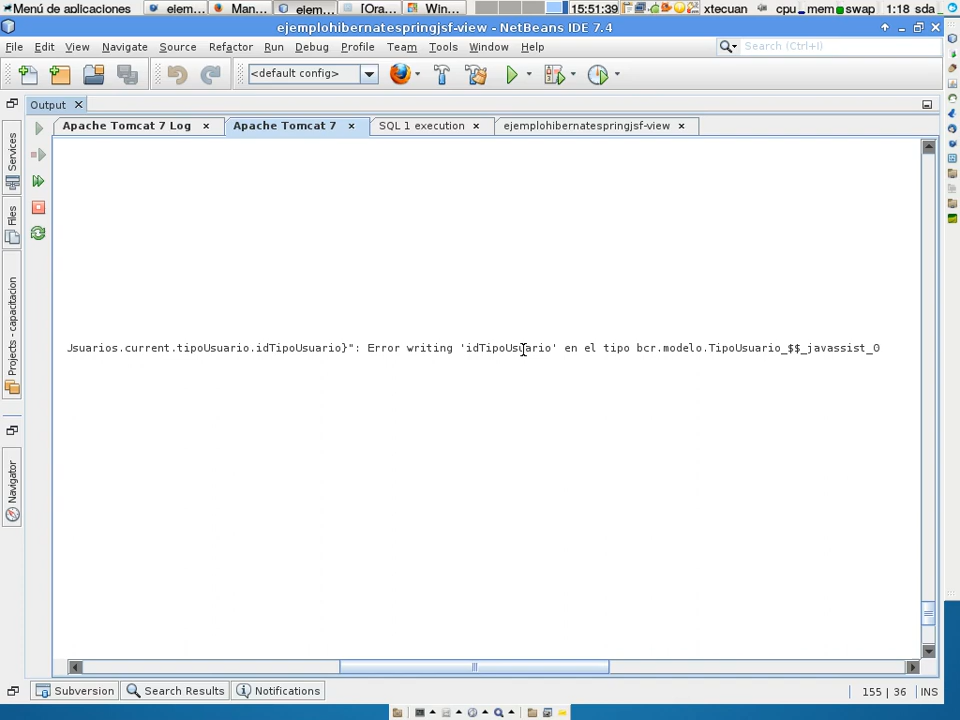 Menú de aplicaciones
elem...
Man...
elem...
[Ora...
Win...
15:51:39
xtecuan
cpu
mem
swap
1:18
sda
ejemplohibernatespringjsf-view - NetBeans IDE 7.4
File Edit View Navigate Source Refactor Run Debug Profile Team Tools Window Help
Search (Ctrl+I)
<default config>
Output
Apache Tomcat 7 Log
Apache Tomcat 7
SQL 1 execution
ejemplohibernatespringjsf-view
Services
Files
Projects - capacitacion
Navigator
Jsuarios.current.tipoUsuario.idTipoUsuario}": Error writing 'idTipoUsuario' en el tipo bcr.modelo.TipoUsuario_$$_javassist_0
Subversion
Search Results
Notifications
155 | 36
INS